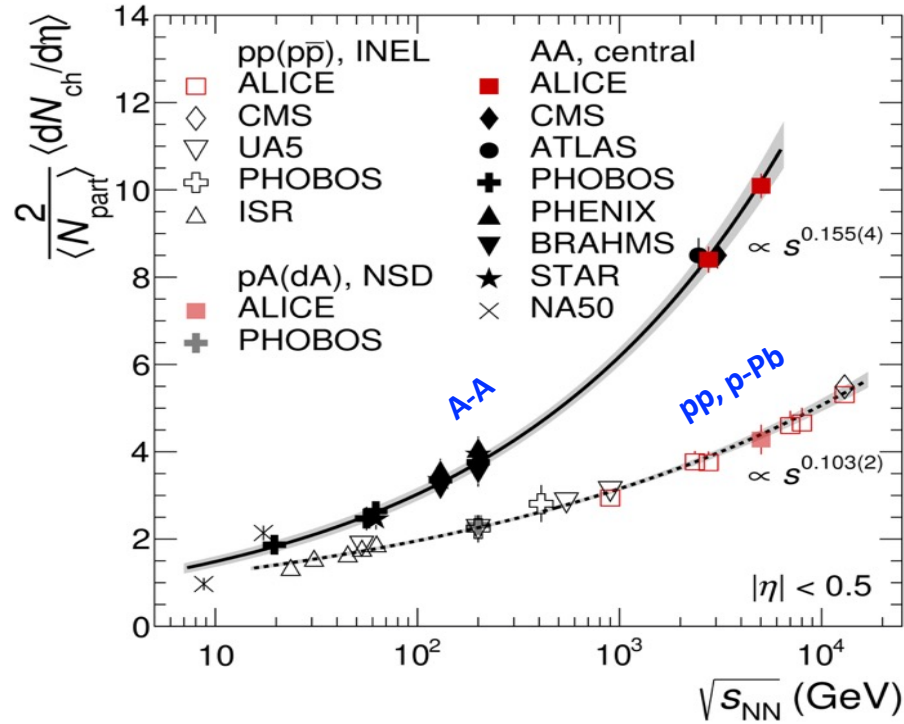 2/⟨N_part⟩ ⟨dN_ch/dη⟩
14
12
10
8
6
4
2
0
pp(pp̅), INEL
ALICE
CMS
UA5
PHOBOS
ISR
pA(dA), NSD
ALICE
PHOBOS
AA, central
ALICE
CMS
ATLAS
PHOBOS
PHENIX
BRAHMS
STAR
NA50
∝ s^0.155(4)
A-A
pp, p-Pb
∝ s^0.103(2)
|η| < 0.5
10 10² 10³ 10⁴
√s_NN (GeV)